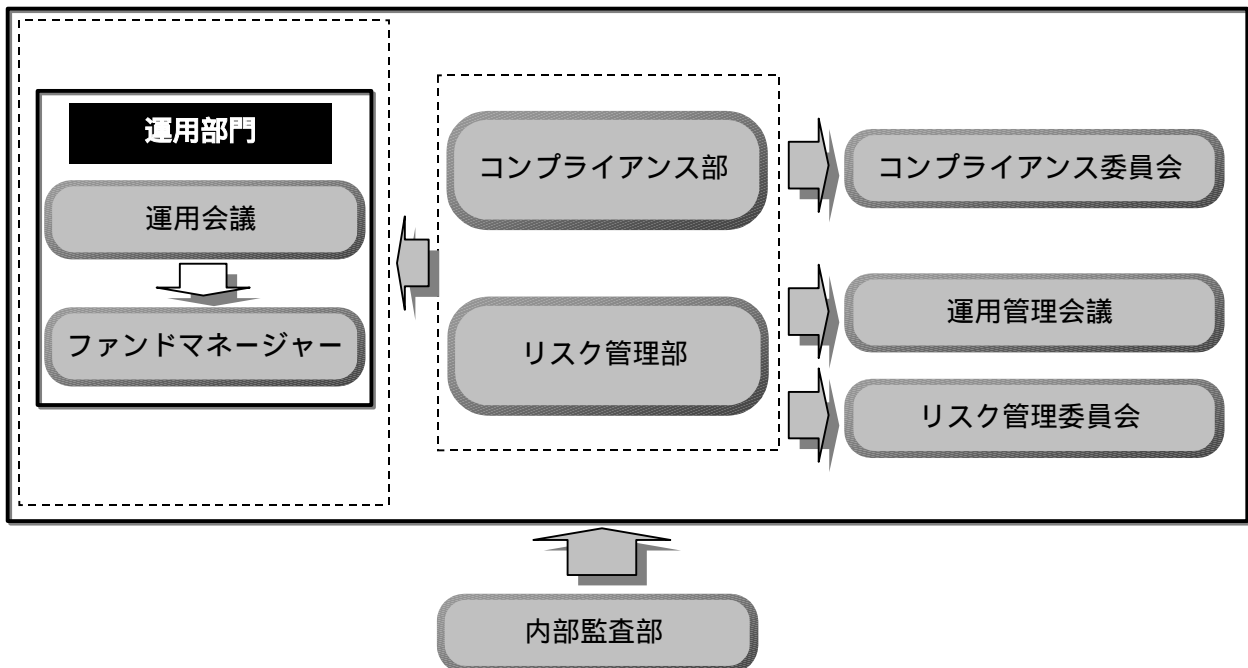 運用部門
運用会議
ファンドマネージャー
コンプライアンス部
リスク管理部
コンプライアンス委員会
運用管理会議
リスク管理委員会
内部監査部